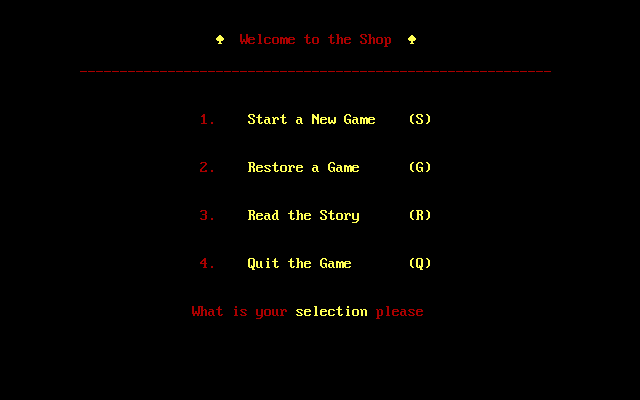 ♠ Welcome to the Shop ♠
1. Start a New Game (S)
2. Restore a Game (G)
3. Read the Story (R)
4. Quit the Game (Q)
What is your selection please